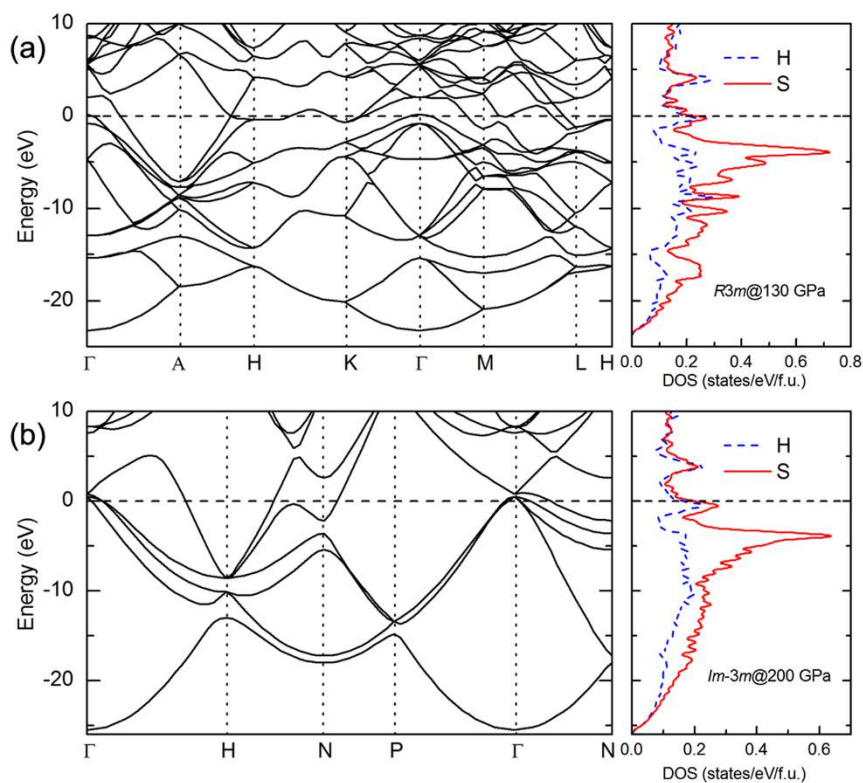 (a)
Energy (eV)
10
0
-10
-20
Γ A H K Γ M L H
H
S
R3m@130 GPa
0.0 0.2 0.4 0.6 0.8
DOS (states/eV/f.u.)
(b)
Energy (eV)
10
0
-10
-20
Γ H N P Γ N
H
S
Im-3m@200 GPa
0.0 0.2 0.4 0.6
DOS (states/eV/f.u.)